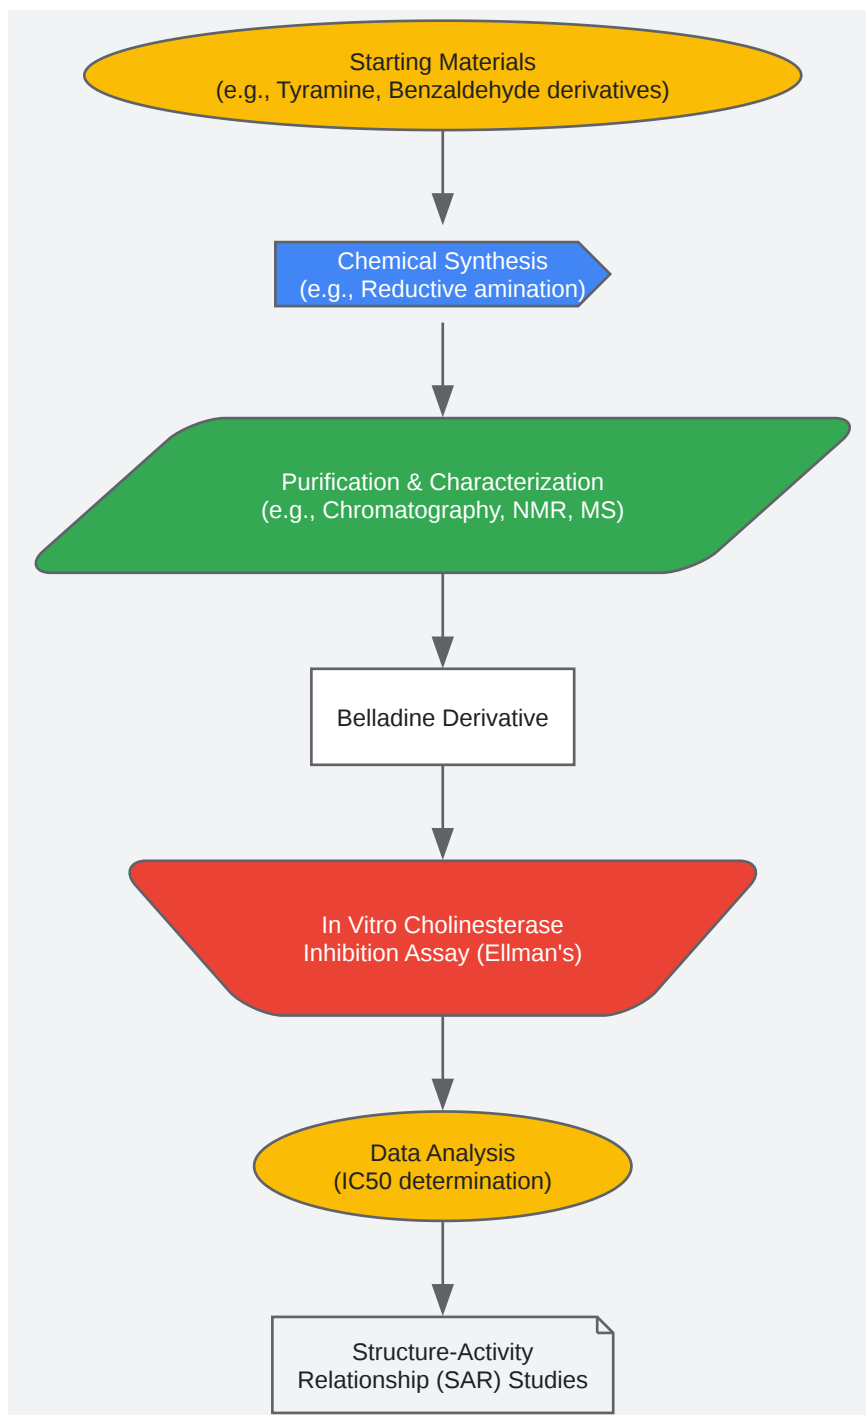 Starting Materials
(e.g., Tyramine, Benzaldehyde derivatives)
Chemical Synthesis
(e.g., Reductive amination)
Purification & Characterization
(e.g., Chromatography, NMR, MS)
Belladine Derivative
In Vitro Cholinesterase
Inhibition Assay (Ellman's)
Data Analysis
(IC50 determination)
Structure-Activity
Relationship (SAR) Studies